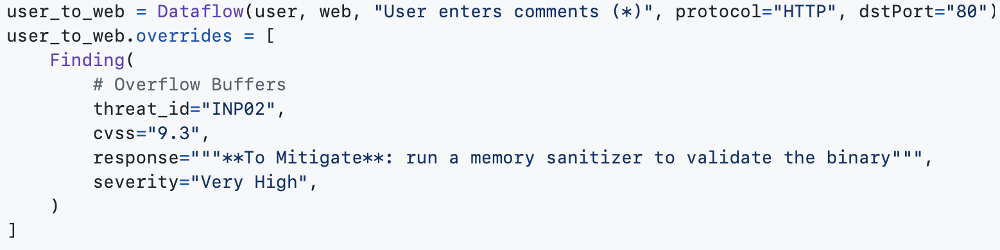 user_to_web = Dataflow(user, web, "User enters comments (*)", protocol="HTTP", dstPort="80")
user_to_web.overrides = [
    Finding(
        # Overflow Buffers
        threat_id="INP02",
        cvss="9.3",
        response="""**To Mitigate**: run a memory sanitizer to validate the binary""",
        severity="Very High",
    )
]